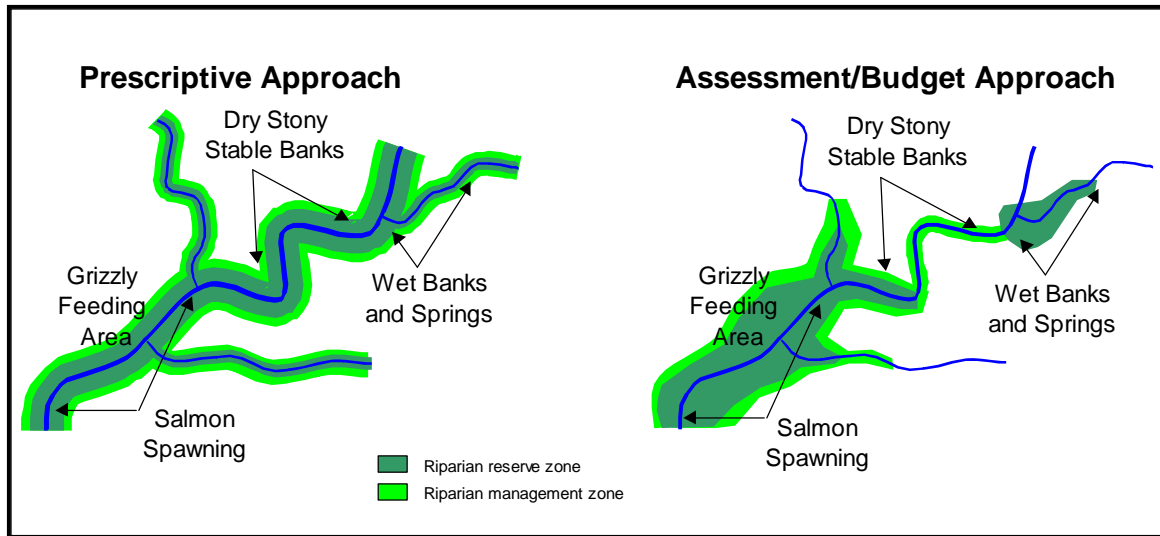 Prescriptive Approach
Dry Stony
Stable Banks
Grizzly
Feeding
Area
Wet Banks
and Springs
Salmon
Spawning
Assessment/Budget Approach
Dry Stony
Stable Banks
Grizzly
Feeding
Area
Wet Banks
and Springs
Salmon
Spawning
Riparian reserve zone
Riparian management zone